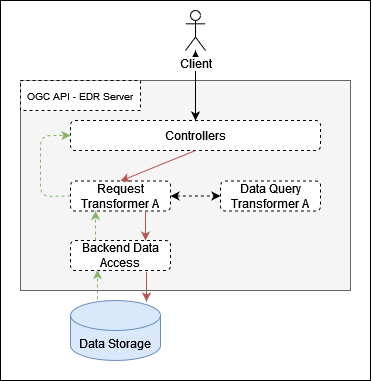 Client
OGC API - EDR Server
Controllers
Request
Transformer A
Data Query
Transformer A
Backend Data
Access
Data Storage